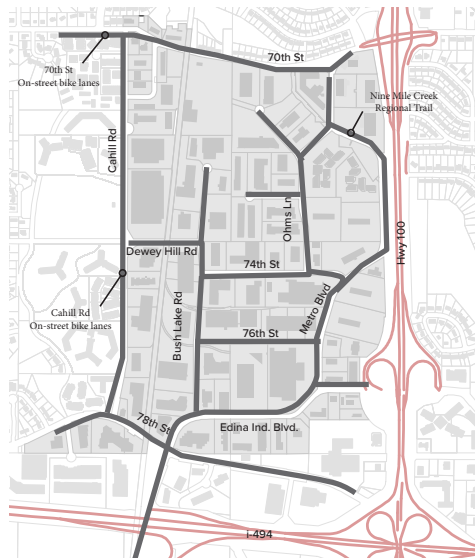 70th St
70th St
On-street bike lanes
Nine Mile Creek
Regional Trail
Cahill Rd
Ohms Ln
Hwy 100
Dewey Hill Rd
74th St
Bush Lake Rd
Metro Blvd
Cahill Rd
On-street bike lanes
76th St
78th St
Edina Ind. Blvd.
I-494